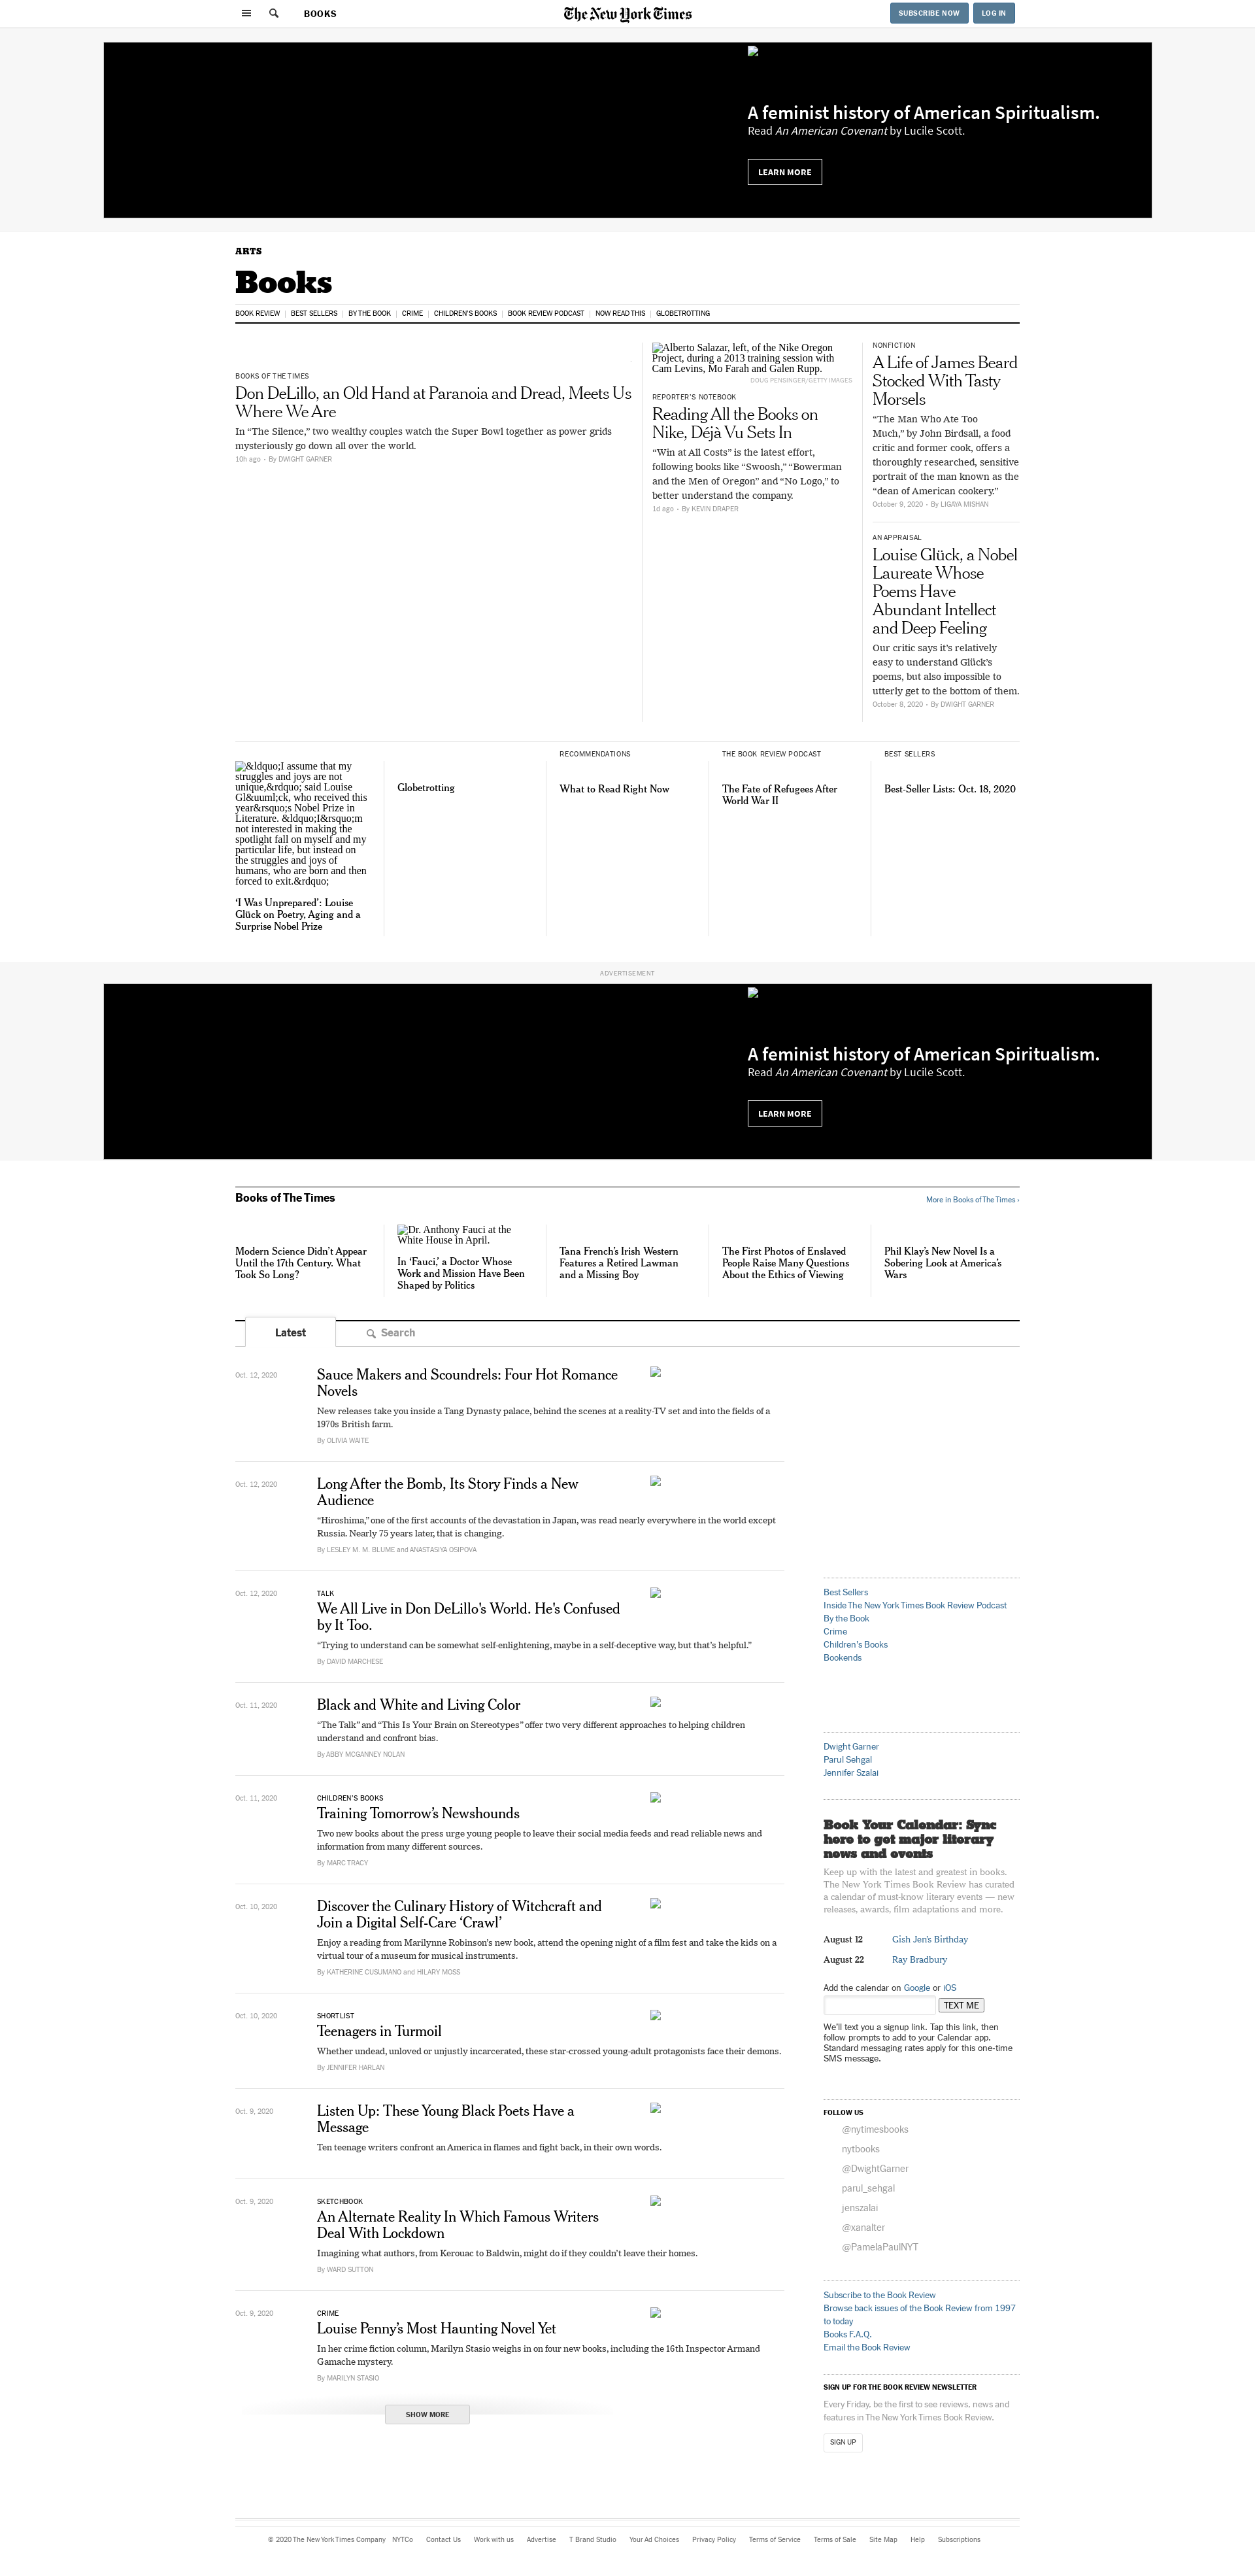 BOOKS
The New York Times
SUBSCRIBE NOW
LOG IN
A feminist history of American Spiritualism.
Read An American Covenant by Lucile Scott.
LEARN MORE
ARTS
Books
BOOK REVIEW
BEST SELLERS
BY THE BOOK
CRIME
CHILDREN'S BOOKS
BOOK REVIEW PODCAST
NOW READ THIS
GLOBETROTTING
BOOKS OF THE TIMES
Don DeLillo, an Old Hand at Paranoia and Dread, Meets Us
Where We Are
In “The Silence,” two wealthy couples watch the Super Bowl together as power grids
mysteriously go down all over the world.
10h ago • By DWIGHT GARNER
Alberto Salazar, left, of the Nike Oregon
Project, during a 2013 training session with
Cam Levins, Mo Farah and Galen Rupp.
DOUG PENSINGER/GETTY IMAGES
REPORTER’S NOTEBOOK
Reading All the Books on
Nike, Déjà Vu Sets In
“Win at All Costs” is the latest effort,
following books like “Swoosh,” “Bowerman
and the Men of Oregon” and “No Logo,” to
better understand the company.
1d ago • By KEVIN DRAPER
NONFICTION
A Life of James Beard
Stocked With Tasty
Morsels
“The Man Who Ate Too
Much,” by John Birdsall, a food
critic and former cook, offers a
thoroughly researched, sensitive
portrait of the man known as the
“dean of American cookery.”
October 9, 2020 • By LIGAYA MISHAN
AN APPRAISAL
Louise Glück, a Nobel
Laureate Whose
Poems Have
Abundant Intellect
and Deep Feeling
Our critic says it’s relatively
easy to understand Glück’s
poems, but also impossible to
utterly get to the bottom of them.
October 8, 2020 • By DWIGHT GARNER
&ldquo;I assume that my
struggles and joys are not
unique,&rdquo; said Louise
Gl&uuml;ck, who received this
year&rsquo;s Nobel Prize in
Literature. &ldquo;I&rsquo;m
not interested in making the
spotlight fall on myself and my
particular life, but instead on
the struggles and joys of
humans, who are born and then
forced to exit.&rdquo;
‘I Was Unprepared’: Louise
Glück on Poetry, Aging and a
Surprise Nobel Prize
Globetrotting
RECOMMENDATIONS
What to Read Right Now
THE BOOK REVIEW PODCAST
The Fate of Refugees After
World War II
BEST SELLERS
Best-Seller Lists: Oct. 18, 2020
ADVERTISEMENT
A feminist history of American Spiritualism.
Read An American Covenant by Lucile Scott.
LEARN MORE
Books of The Times
More in Books of The Times ›
Modern Science Didn’t Appear
Until the 17th Century. What
Took So Long?
Dr. Anthony Fauci at the
White House in April.
In ‘Fauci,’ a Doctor Whose
Work and Mission Have Been
Shaped by Politics
Tana French’s Irish Western
Features a Retired Lawman
and a Missing Boy
The First Photos of Enslaved
People Raise Many Questions
About the Ethics of Viewing
Phil Klay’s New Novel Is a
Sobering Look at America’s
Wars
Latest
Search
Oct. 12, 2020
Sauce Makers and Scoundrels: Four Hot Romance
Novels
New releases take you inside a Tang Dynasty palace, behind the scenes at a reality-TV set and into the fields of a
1970s British farm.
By OLIVIA WAITE
Oct. 12, 2020
Long After the Bomb, Its Story Finds a New
Audience
“Hiroshima,” one of the first accounts of the devastation in Japan, was read nearly everywhere in the world except
Russia. Nearly 75 years later, that is changing.
By LESLEY M. M. BLUME and ANASTASIYA OSIPOVA
Oct. 12, 2020
TALK
We All Live in Don DeLillo's World. He's Confused
by It Too.
“Trying to understand can be somewhat self-enlightening, maybe in a self-deceptive way, but that’s helpful.”
By DAVID MARCHESE
Oct. 11, 2020
Black and White and Living Color
“The Talk” and “This Is Your Brain on Stereotypes” offer two very different approaches to helping children
understand and confront bias.
By ABBY MCGANNEY NOLAN
Oct. 11, 2020
CHILDREN’S BOOKS
Training Tomorrow’s Newshounds
Two new books about the press urge young people to leave their social media feeds and read reliable news and
information from many different sources.
By MARC TRACY
Oct. 10, 2020
Discover the Culinary History of Witchcraft and
Join a Digital Self-Care ‘Crawl’
Enjoy a reading from Marilynne Robinson’s new book, attend the opening night of a film fest and take the kids on a
virtual tour of a museum for musical instruments.
By KATHERINE CUSUMANO and HILARY MOSS
Oct. 10, 2020
SHORTLIST
Teenagers in Turmoil
Whether undead, unloved or unjustly incarcerated, these star-crossed young-adult protagonists face their demons.
By JENNIFER HARLAN
Oct. 9, 2020
Listen Up: These Young Black Poets Have a
Message
Ten teenage writers confront an America in flames and fight back, in their own words.
Oct. 9, 2020
SKETCHBOOK
An Alternate Reality In Which Famous Writers
Deal With Lockdown
Imagining what authors, from Kerouac to Baldwin, might do if they couldn’t leave their homes.
By WARD SUTTON
Oct. 9, 2020
CRIME
Louise Penny’s Most Haunting Novel Yet
In her crime fiction column, Marilyn Stasio weighs in on four new books, including the 16th Inspector Armand
Gamache mystery.
By MARILYN STASIO
SHOW MORE
Best Sellers
Inside The New York Times Book Review Podcast
By the Book
Crime
Children's Books
Bookends
Dwight Garner
Parul Sehgal
Jennifer Szalai
Book Your Calendar: Sync
here to get major literary
news and events
Keep up with the latest and greatest in books.
The New York Times Book Review has curated
a calendar of must-know literary events — new
releases, awards, film adaptations and more.
August 12 Gish Jen’s Birthday
August 22 Ray Bradbury
Add the calendar on Google or iOS
TEXT ME
We’ll text you a signup link. Tap this link, then
follow prompts to add to your Calendar app.
Standard messaging rates apply for this one-time
SMS message.
FOLLOW US
@nytimesbooks
nytbooks
@DwightGarner
parul_sehgal
jenszalai
@xanalter
@PamelaPaulNYT
Subscribe to the Book Review
Browse back issues of the Book Review from 1997
to today
Books F.A.Q.
Email the Book Review
SIGN UP FOR THE BOOK REVIEW NEWSLETTER
Every Friday, be the first to see reviews, news and
features in The New York Times Book Review.
SIGN UP
© 2020 The New York Times Company
NYTCo
Contact Us
Work with us
Advertise
T Brand Studio
Your Ad Choices
Privacy Policy
Terms of Service
Terms of Sale
Site Map
Help
Subscriptions